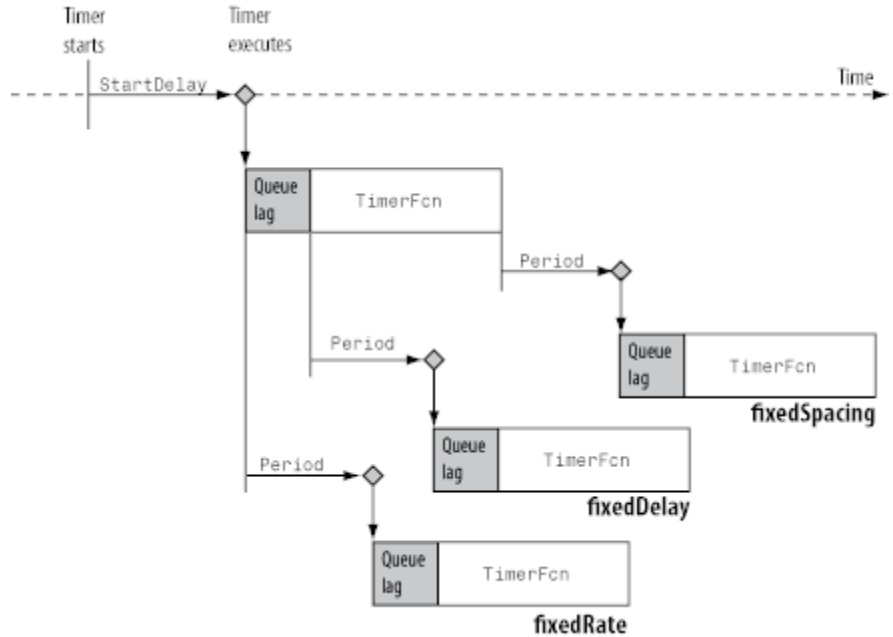 Timer
starts
Timer
executes
StartDelay
Time
Queue
lag
TimerFcn
Period
Period
Queue
lag
TimerFcn
fixedSpacing
Queue
lag
TimerFcn
fixedDelay
Period
Queue
lag
TimerFcn
fixedRate